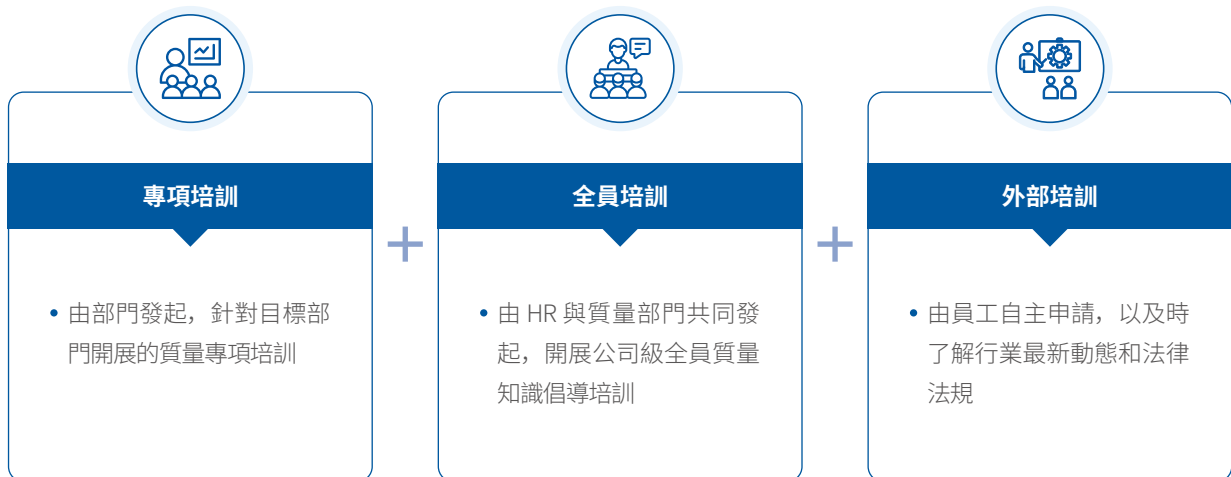 專項培訓
• 由部門發起，針對目標部
門開展的質量專項培訓
全員培訓
• 由 HR 與質量部門共同發
起，開展公司級全員質量
知識倡導培訓
外部培訓
• 由員工自主申請，以及時
了解行業最新動態和法律
法規